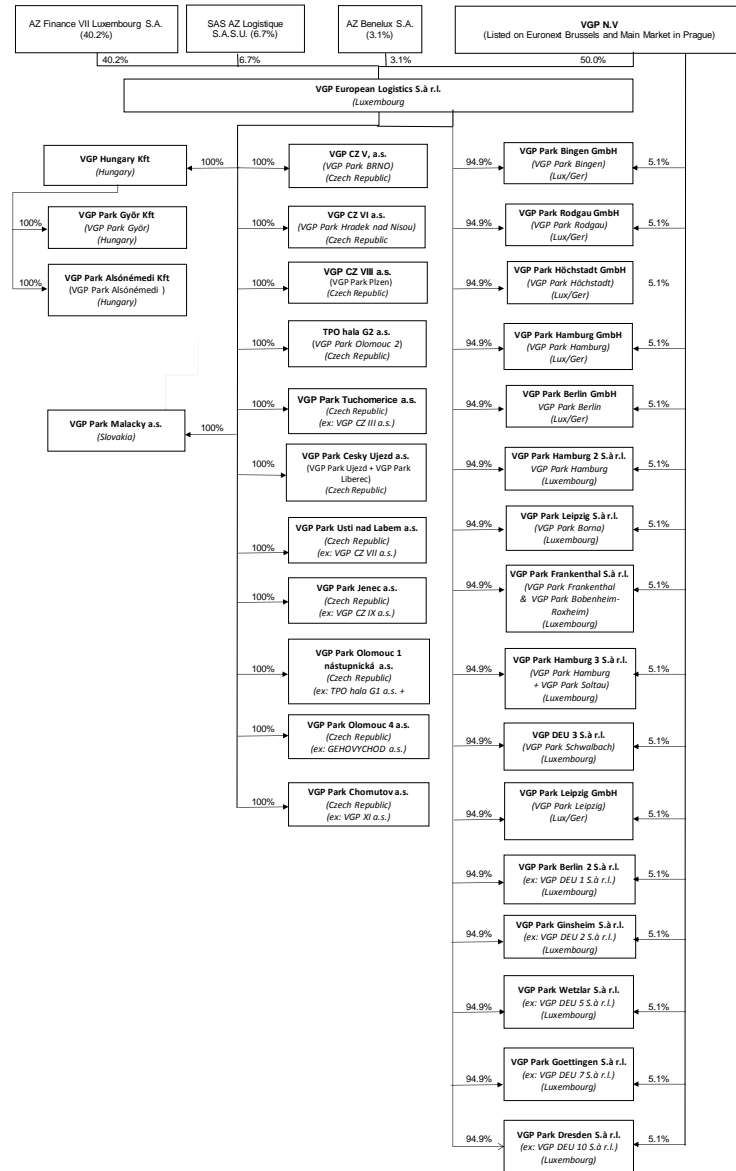 AZ Finance VII Luxembourg S.A.
(40.2%)
SAS AZ Logistique
S.A.S.U. (6.7%)
AZ Benelux S.A.
(3.1%)
VGP N.V
(Listed on Euronext Brussels and Main Market in Prague)
40.2%
6.7%
3.1%
50.0%
VGP European Logistics S.à r.l.
(Luxembourg
VGP Hungary Kft
(Hungary)
100%
100%
VGP Park Györ Kft
(VGP Park Györ)
(Hungary)
100%
VGP Park Alsónémedi Kft
(VGP Park Alsónémedi )
(Hungary)
VGP Park Malacky a.s.
(Slovakia)
100%
100%
VGP CZ V, a.s.
(VGP Park BRNO)
(Czech Republic)
100%
VGP CZ VI a.s.
(VGP Park Hradek nad Nisou)
(Czech Republic
100%
VGP CZ VIII a.s.
(VGP Park Plzen)
(Czech Republic)
100%
TPO hala G2 a.s.
(VGP Park Olomouc 2)
(Czech Republic)
100%
VGP Park Tuchomerice a.s.
(Czech Republic)
(ex: VGP CZ III a.s.)
100%
VGP Park Cesky Ujezd a.s.
(VGP Park Ujezd + VGP Park
Liberec)
(Czech Republic)
100%
VGP Park Usti nad Labem a.s.
(Czech Republic)
(ex: VGP CZ VII a.s.)
100%
VGP Park Jenec a.s.
(Czech Republic)
(ex: VGP CZ IX a.s.)
100%
VGP Park Olomouc 1
nástupnická a.s.
(Czech Republic)
(ex: TPO hala G1 a.s. +
100%
VGP Park Olomouc 4 a.s.
(Czech Republic)
(ex: GEHOVYCHOD a.s.)
100%
VGP Park Chomutov a.s.
(Czech Republic)
(ex: VGP XI a.s.)
94.9%
VGP Park Bingen GmbH
(VGP Park Bingen)
(Lux/Ger)
5.1%
94.9%
VGP Park Rodgau GmbH
(VGP Park Rodgau)
(Lux/Ger)
5.1%
94.9%
VGP Park Höchstadt GmbH
(VGP Park Höchstadt)
(Lux/Ger)
5.1%
94.9%
VGP Park Hamburg GmbH
(VGP Park Hamburg)
(Lux/Ger)
5.1%
94.9%
VGP Park Berlin GmbH
VGP Park Berlin
(Lux/Ger)
5.1%
94.9%
VGP Park Hamburg 2 S.à r.l.
VGP Park Hamburg
(Luxembourg)
5.1%
94.9%
VGP Park Leipzig S.à r.l.
(VGP Park Borna)
(Luxembourg)
5.1%
94.9%
VGP Park Frankenthal S.à r.l.
(VGP Park Frankenthal
& VGP Park Bobenheim-
Roxheim)
(Luxembourg)
5.1%
94.9%
VGP Park Hamburg 3 S.à r.l.
(VGP Park Hamburg
+ VGP Park Soltau)
(Luxembourg)
5.1%
94.9%
VGP DEU 3 S.à r.l.
(VGP Park Schwalbach)
(Luxembourg)
5.1%
94.9%
VGP Park Leipzig GmbH
(VGP Park Leipzig)
(Lux/Ger)
5.1%
94.9%
VGP Park Berlin 2 S.à r.l.
(ex: VGP DEU 1 S.à r.l.)
(Luxembourg)
5.1%
94.9%
VGP Park Ginsheim S.à r.l.
(ex: VGP DEU 2 S.à r.l.)
(Luxembourg)
5.1%
94.9%
VGP Park Wetzlar S.à r.l.
(ex: VGP DEU 5 S.à r.l.)
(Luxembourg)
5.1%
94.9%
VGP Park Goettingen S.à r.l.
(ex: VGP DEU 7 S.à r.l.)
(Luxembourg)
5.1%
94.9%
VGP Park Dresden S.à r.l.
(ex: VGP DEU 10 S.à r.l.)
(Luxembourg)
5.1%